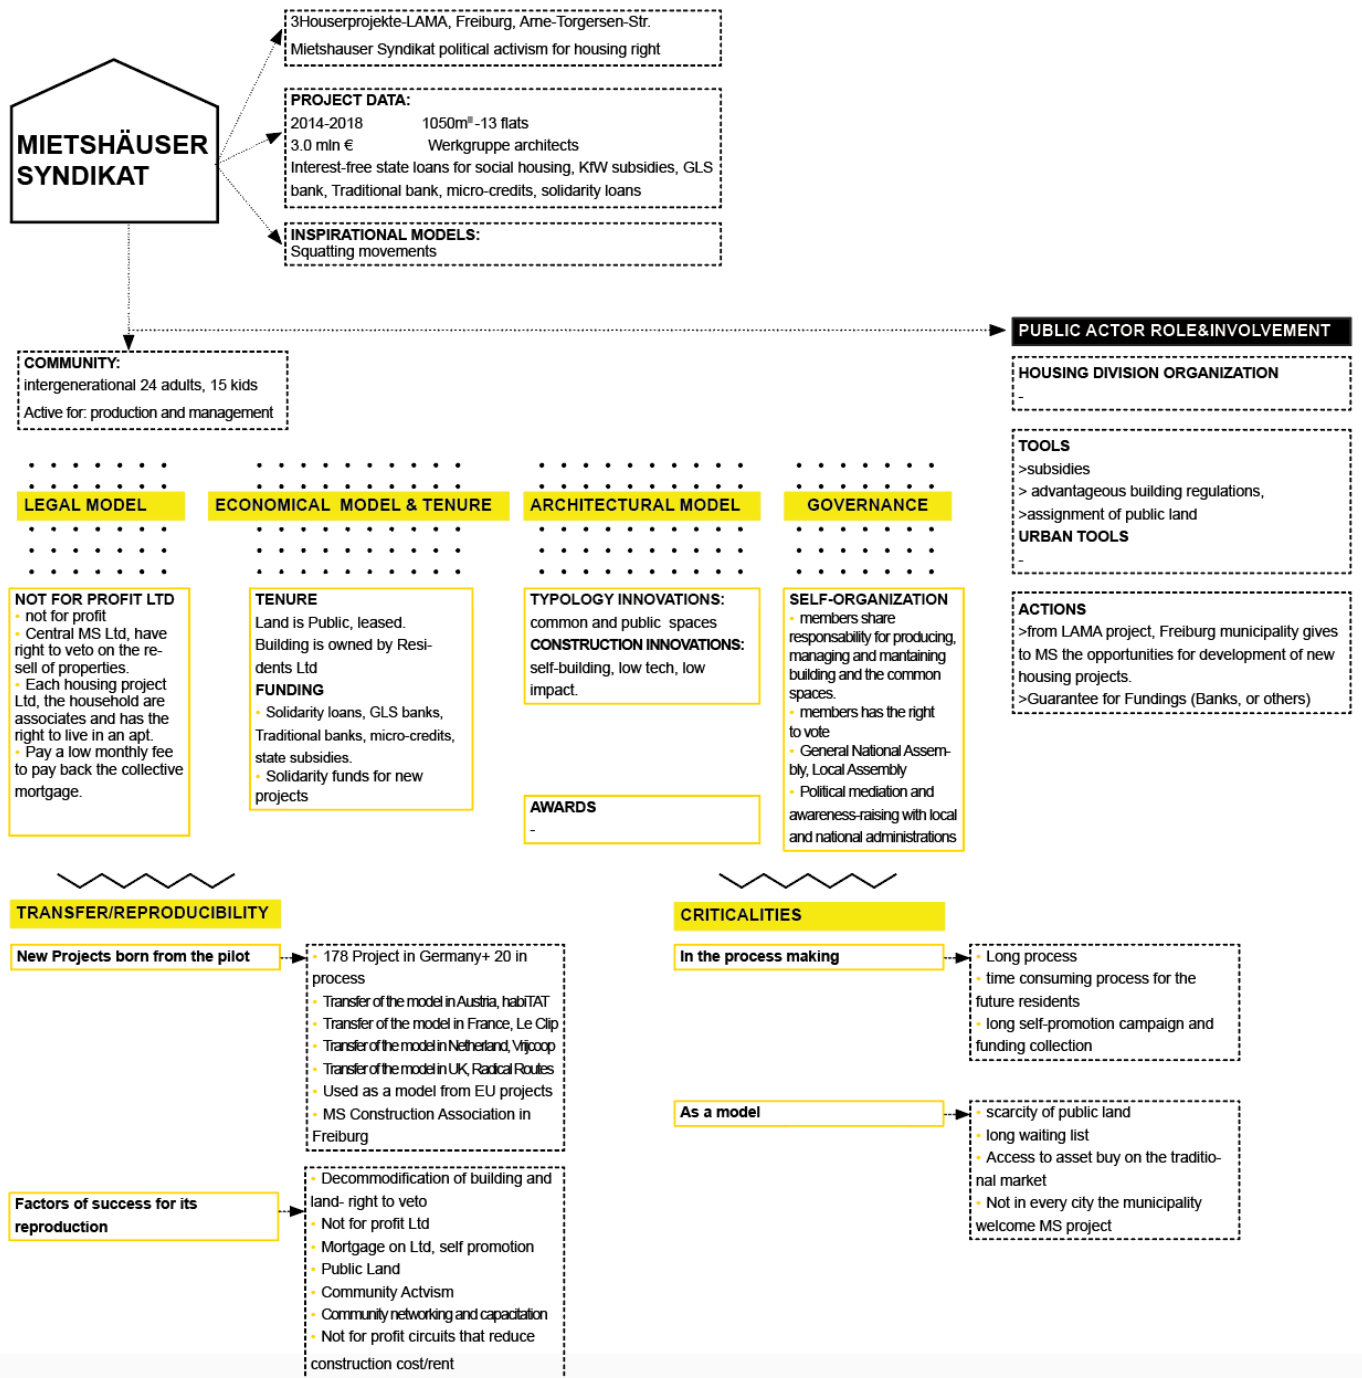 3Houserprojekte-LAMA, Freiburg, Arne-Torgersen-Str.
Mietshauser Syndikat political activism for housing right
MIETSHÄUSER
SYNDIKAT
PROJECT DATA:
2014-2018 1050m² -13 flats
3.0 mln € Werkgruppe architects
Interest-free state loans for social housing, KfW subsidies, GLS
bank, Traditional bank, micro-credits, solidarity loans
INSPIRATIONAL MODELS:
Squatting movements
COMMUNITY:
intergenerational 24 adults, 15 kids
Active for: production and management
PUBLIC ACTOR ROLE&INVOLVEMENT
HOUSING DIVISION ORGANIZATION
-
TOOLS
>subsidies
> advantageous building regulations,
>assignment of public land
URBAN TOOLS
-
ACTIONS
>from LAMA project, Freiburg municipality gives
to MS the opportunities for development of new
housing projects.
>Guarantee for Fundings (Banks, or others)
LEGAL MODEL
NOT FOR PROFIT LTD
• not for profit
• Central MS Ltd, have
right to veto on the re-
sell of properties.
• Each housing project
Ltd, the household are
associates and has the
right to live in an apt.
• Pay a low monthly fee
to pay back the collective
mortgage.
ECONOMICAL MODEL & TENURE
TENURE
Land is Public, leased.
Building is owned by Resi-
dents Ltd
FUNDING
• Solidarity loans, GLS banks,
Traditional banks, micro-credits,
state subsidies.
• Solidarity funds for new
projects
ARCHITECTURAL MODEL
TYPOLOGY INNOVATIONS:
common and public spaces
CONSTRUCTION INNOVATIONS:
self-building, low tech, low
impact.
AWARDS
-
GOVERNANCE
SELF-ORGANIZATION
• members share
responsability for producing,
managing and mantaining
building and the common
spaces.
• members has the right
to vote
• General National Assem-
bly, Local Assembly
• Political mediation and
awareness-raising with local
and national administrations
TRANSFER/REPRODUCIBILITY
New Projects born from the pilot
• 178 Project in Germany+ 20 in
process
• Transfer of the model in Austria, habiTAT
• Transfer of the model in France, Le Clip
• Transfer of the model in Netherland, Vrijcoop
• Transfer of the model in UK, Radical Routes
• Used as a model from EU projects
• MS Construction Association in
Freiburg
Factors of success for its
reproduction
• Decommodification of building and
land- right to veto
• Not for profit Ltd
• Mortgage on Ltd, self promotion
• Public Land
• Community Actvism
• Community networking and capacitation
• Not for profit circuits that reduce
construction cost/rent
CRITICALITIES
In the process making
• Long process
• time consuming process for the
future residents
• long self-promotion campaign and
funding collection
As a model
• scarcity of public land
• long waiting list
• Access to asset buy on the traditio-
nal market
• Not in every city the municipality
welcome MS project